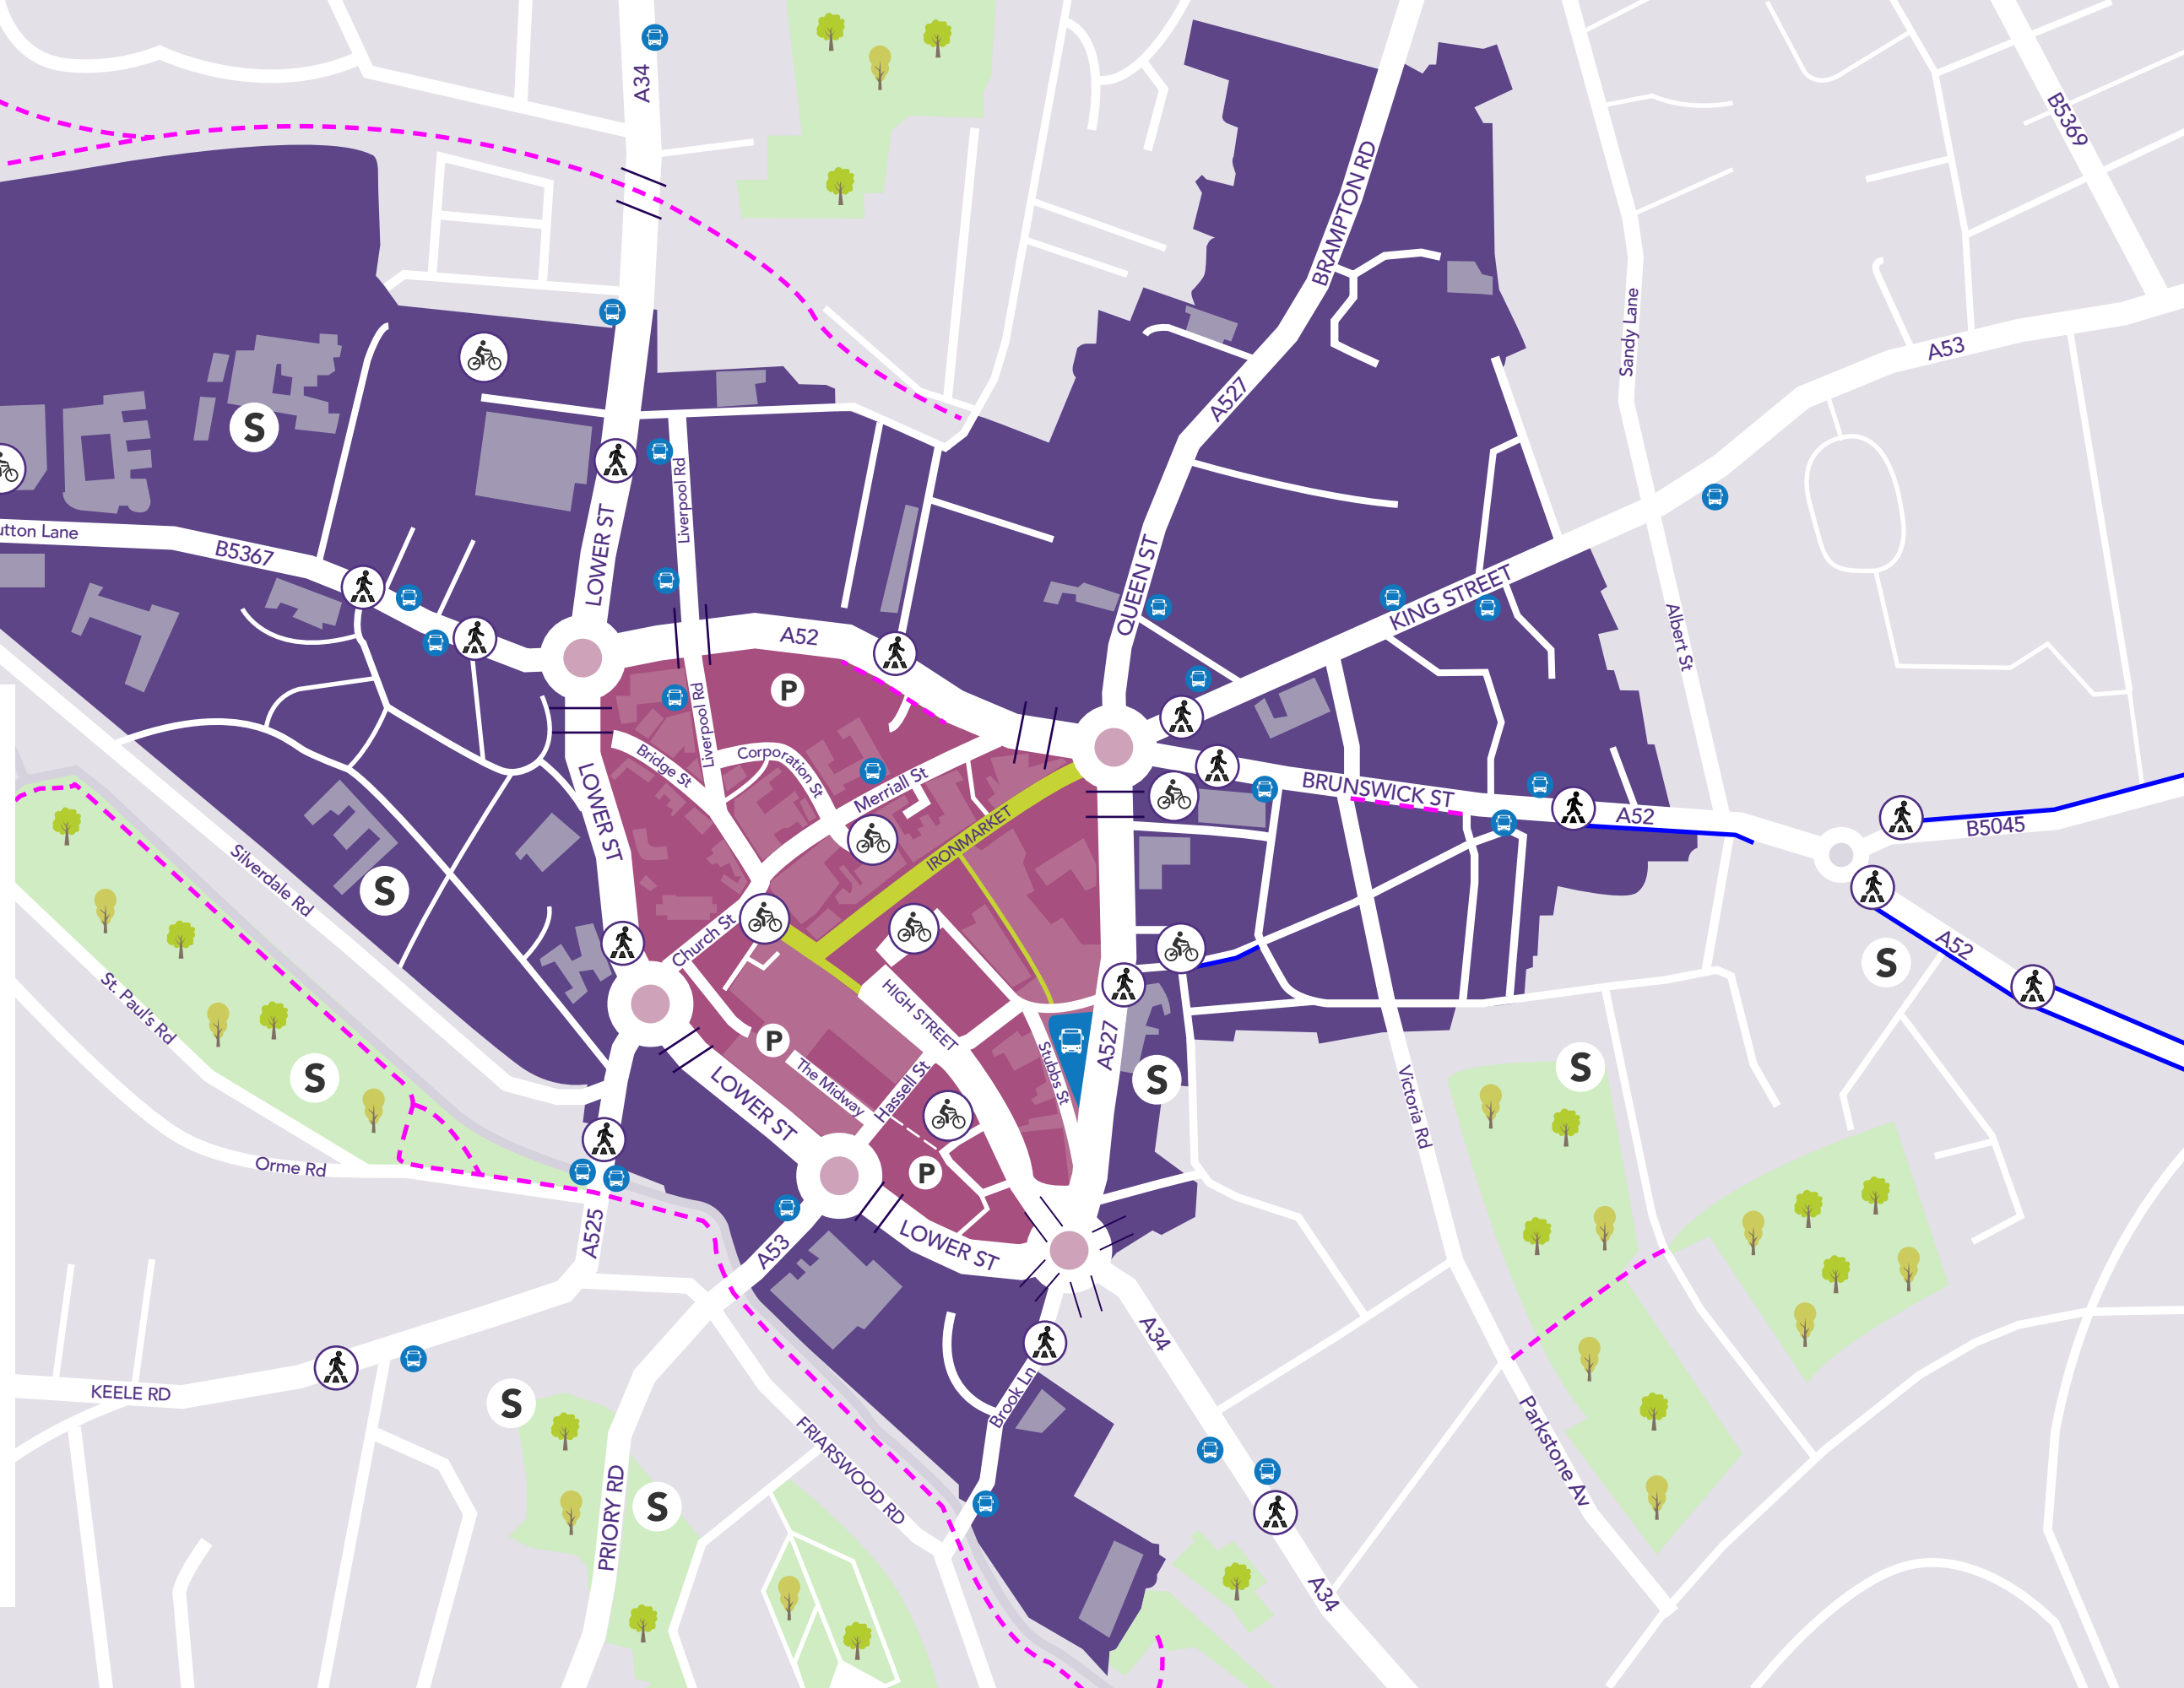 A34
B5369
BRAMPTON RD
Sandy Lane
A53
A527
S
Liverpool Rd
LOWER ST
utton Lane
B5367
QUEEN ST
KING STREET
A52
Albert St
P
Liverpool Rd
Bridge St
Corporation St
Merriall St
LOWER ST
BRUNSWICK ST
A52
B5045
IRONMARKET
Silverdale Rd
S
Church St
A52
S
St. Paul's Rd
HIGH STREET
P
A527
Stubbs St
S
S
S
The Midway
Hassell St
LOWER ST
Victoria Rd
Orme Rd
P
A525
A53
LOWER ST
A34
KEELE RD
S
Brook Ln
FRIARSWOOD RD
Parkstone Av
S
PRIORY RD
A34